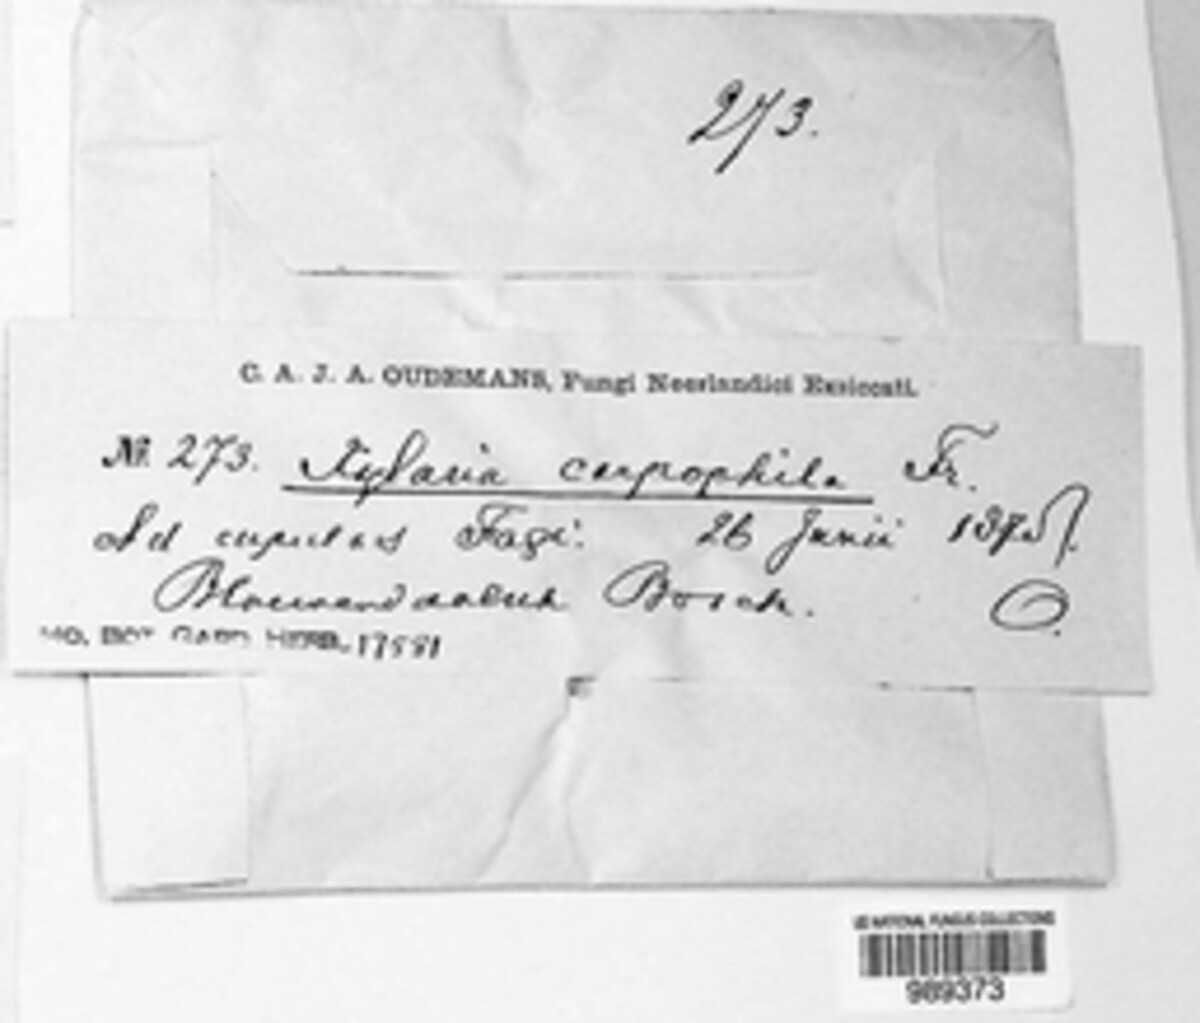 273.
C. A. J. A. OUDEMANS, Fungi Neerlandici Exsiccati.
No. 273. Xylaria carpophila Fr.
Ad cupulas Fagi. 26 Junii
Bosch. O.
MO. BOT. GARD. HERB. 17581
US NATIONAL FUNGUS COLLECTIONS
989373